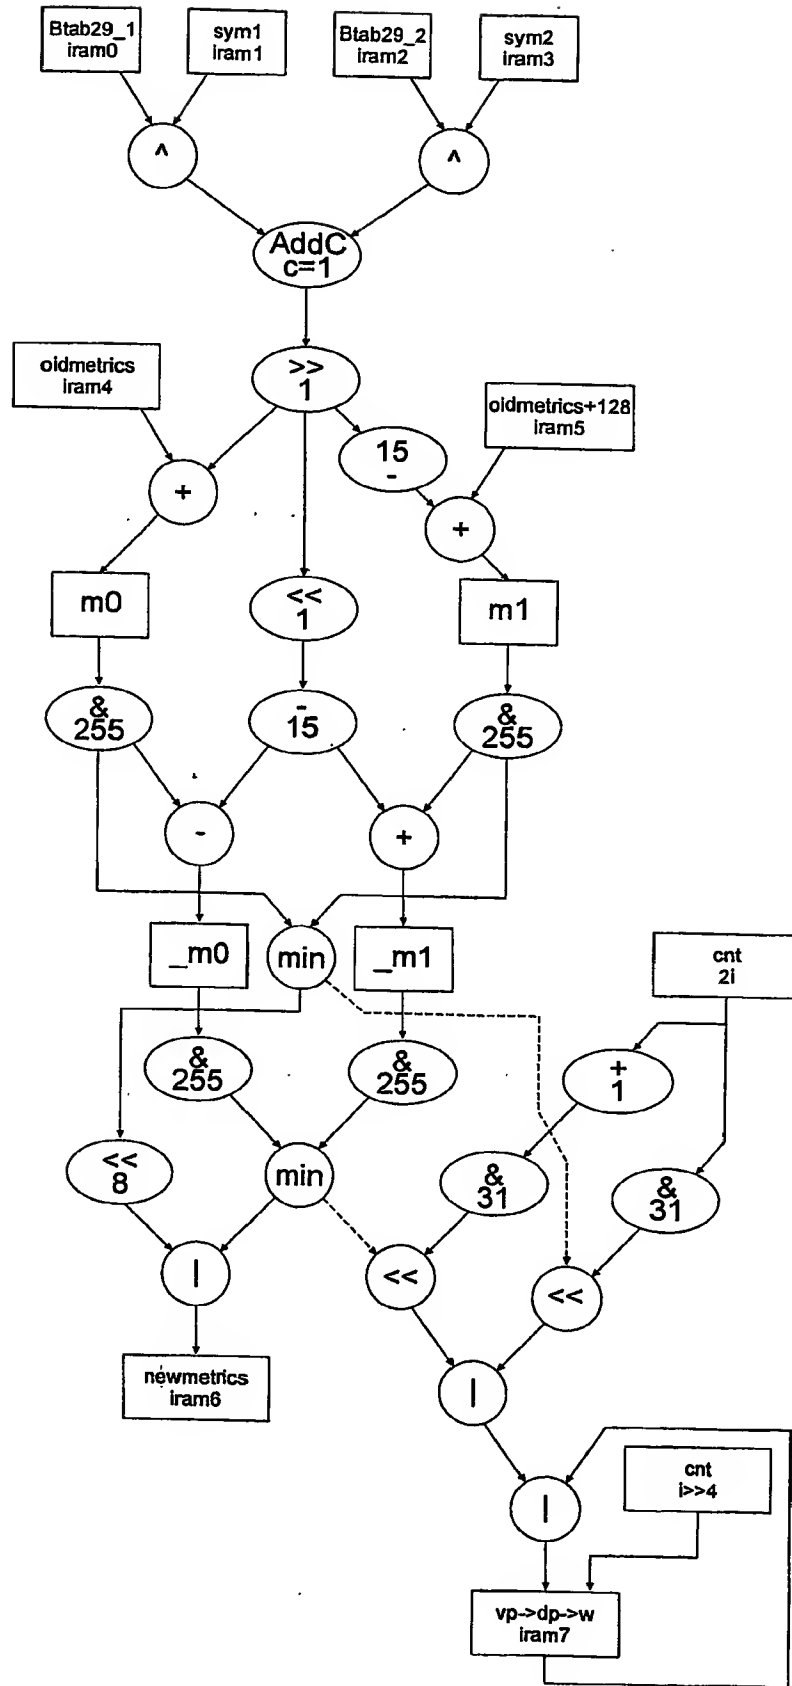 Btab29_1
iram0
sym1
iram1
Btab29_2
iram2
sym2
iram3
^
^
AddC
c=1
>>
1
oidmetrics
iram4
oidmetrics+128
iram5
15
-
+
+
m0
<<
1
m1
&
255
-
15
&
255
-
+
_m0
min
_m1
cnt
2i
&
255
&
255
+
1
<<
8
min
&
31
&
31
|
<<
<<
newmetrics
iram6
|
|
cnt
i>>4
vp->dp->w
iram7